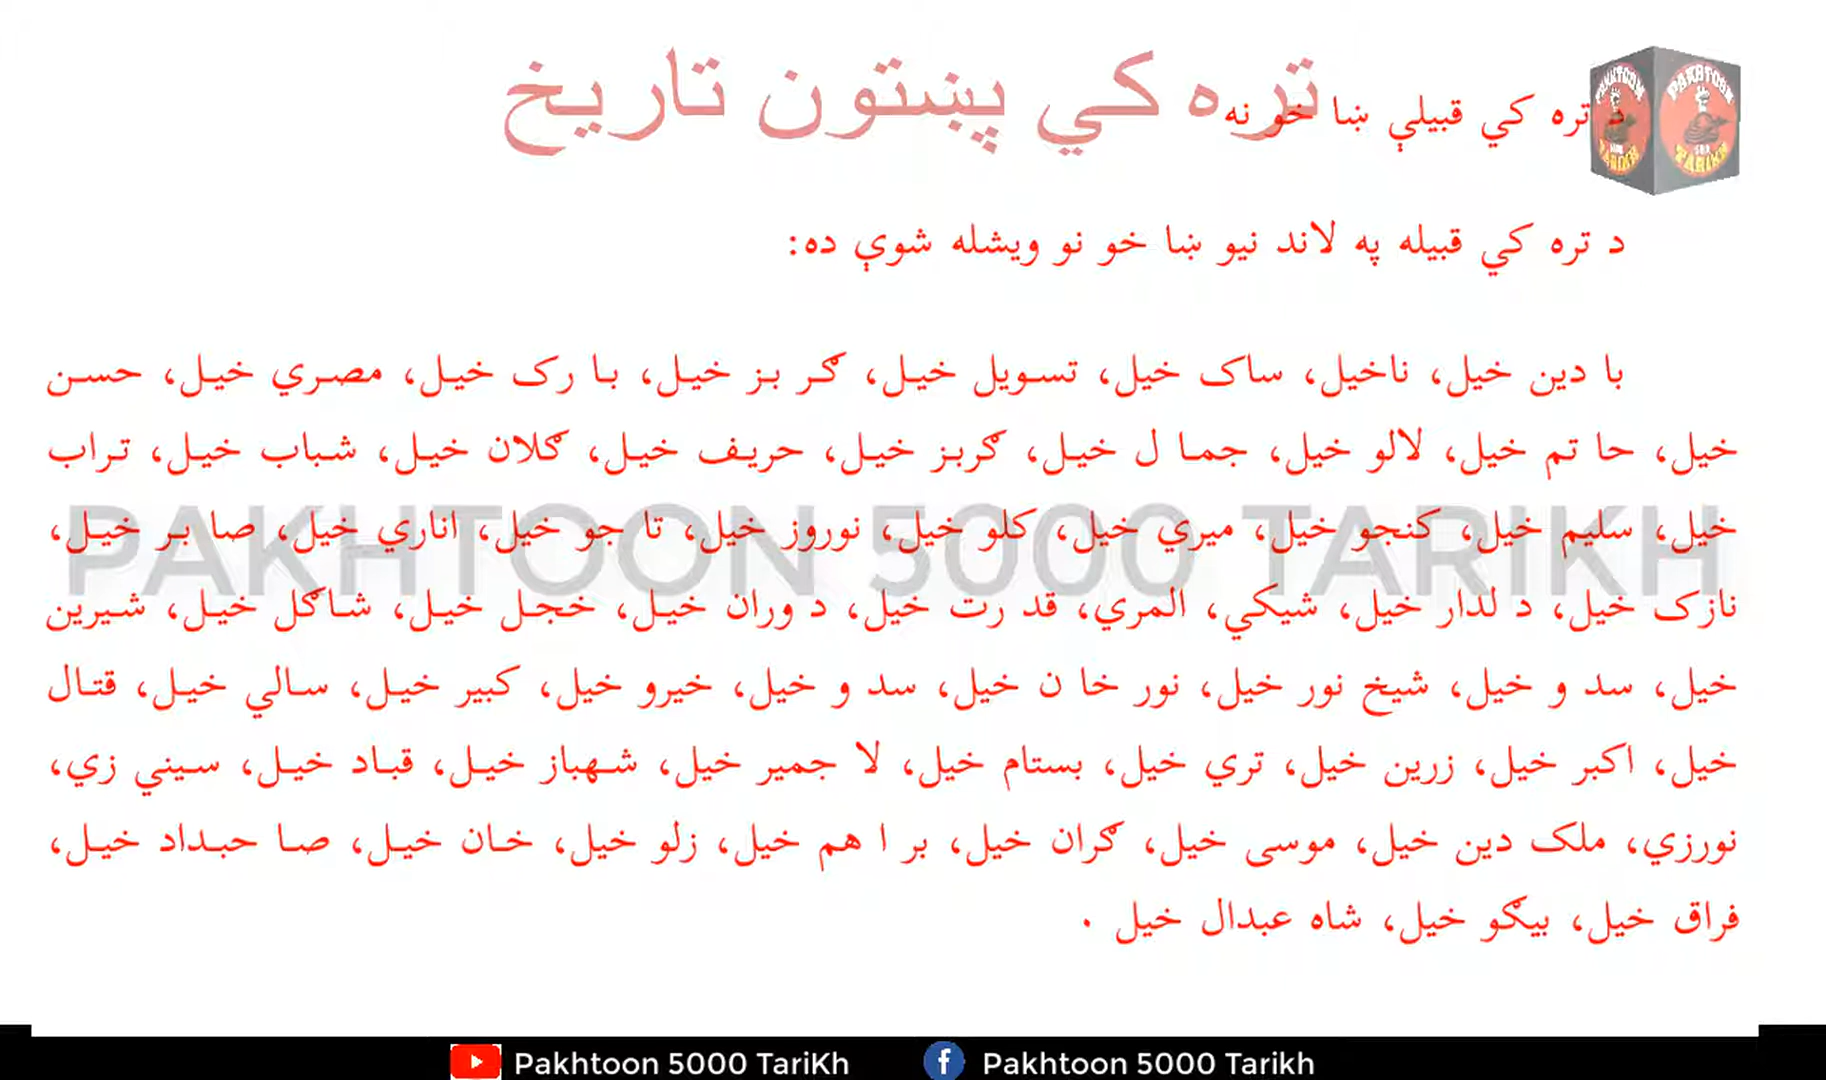 تره کي پښتون تاريخ
د تره کي قبيلې ښا خو نه
د تره کي قبيله په لاند نيو ښا خو نو ويشله شوې ده:
با دين خيل، ناخيل، ساک خيل، تسويل خيل، ګر بز خيل، با رک خيل، مصري خيل، حسن
خيل، حا تم خيل، لالو خيل، جما ل خيل، ګربز خيل، حريف خيل، ګلان خيل، شباب خيل، تراب
خيل، سليم خيل، کنجو خيل، ميري خيل، کلو خيل، نوروز خيل، تا جو خيل، اناري خيل، صا بر خيل،
نازک خيل، د لدار خيل، شيکي، المري، قد رت خيل، د وران خيل، خجل خيل، شاګل خيل، شيرين
خيل، سد و خيل، شيخ نور خيل، نور خا ن خيل، سد و خيل، خيرو خيل، کبير خيل، سالي خيل، قتال
خيل، اکبر خيل، زرين خيل، تري خيل، بستام خيل، لا جمير خيل، شهباز خيل، قباد خيل، سيني زي،
نورزي، ملک دين خيل، موسى خيل، ګران خيل، بر ا هم خيل، زلو خيل، خان خيل، صا حبداد خيل،
فراق خيل، بيګو خيل، شاه عبدال خيل .
PAKHTOON 5000 TARIKH
Pakhtoon 5000 TariKh
Pakhtoon 5000 Tarikh